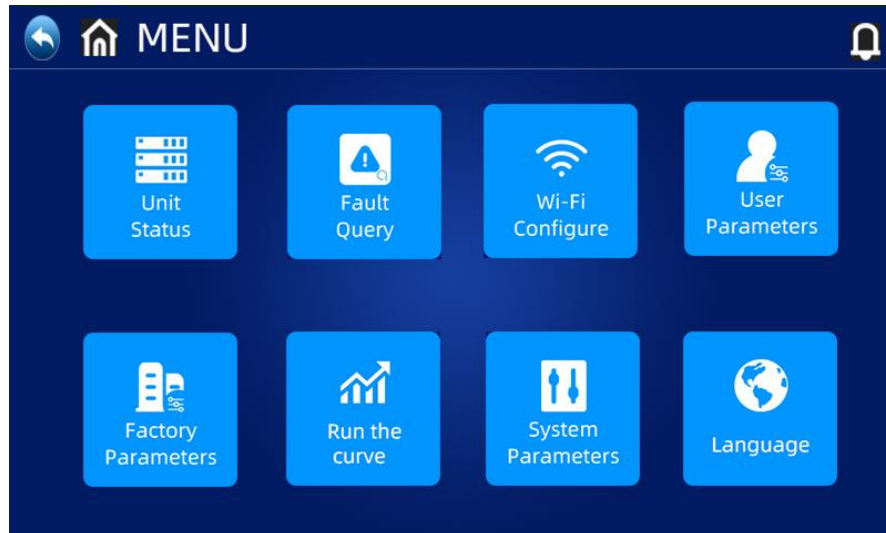 MENU
Unit
Status
Fault
Query
Wi-Fi
Configure
User
Parameters
Factory
Parameters
Run the
curve
System
Parameters
Language